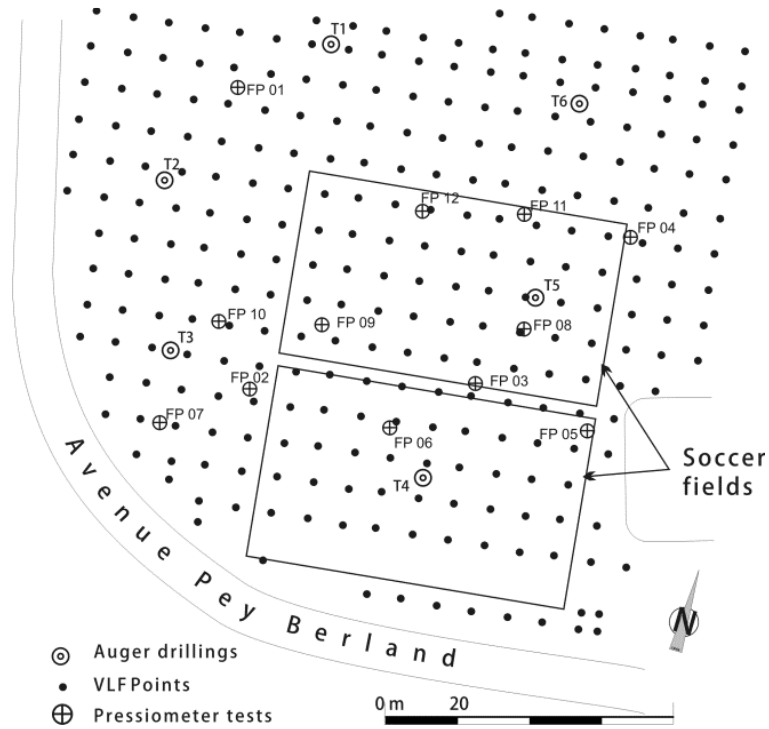 T1
FP 01
T6
T2
FP 12
FP 11
FP 04
T5
FP 10
FP 09
FP 08
T3
FP 02
FP 03
FP 07
FP 06
FP 05
T4
Soccer
fields
Avenue Pey Berland
N
Auger drillings
VLF Points
Pressiometer tests
0 m 20